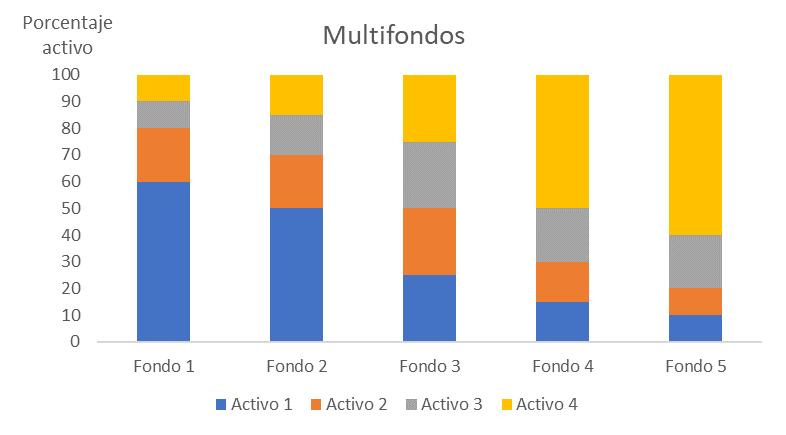 Porcentaje
activo
Multifondos
100
90
80
70
60
50
40
30
20
10
0
Fondo 1 Fondo 2 Fondo 3 Fondo 4 Fondo 5
Activo 1 Activo 2 Activo 3 Activo 4